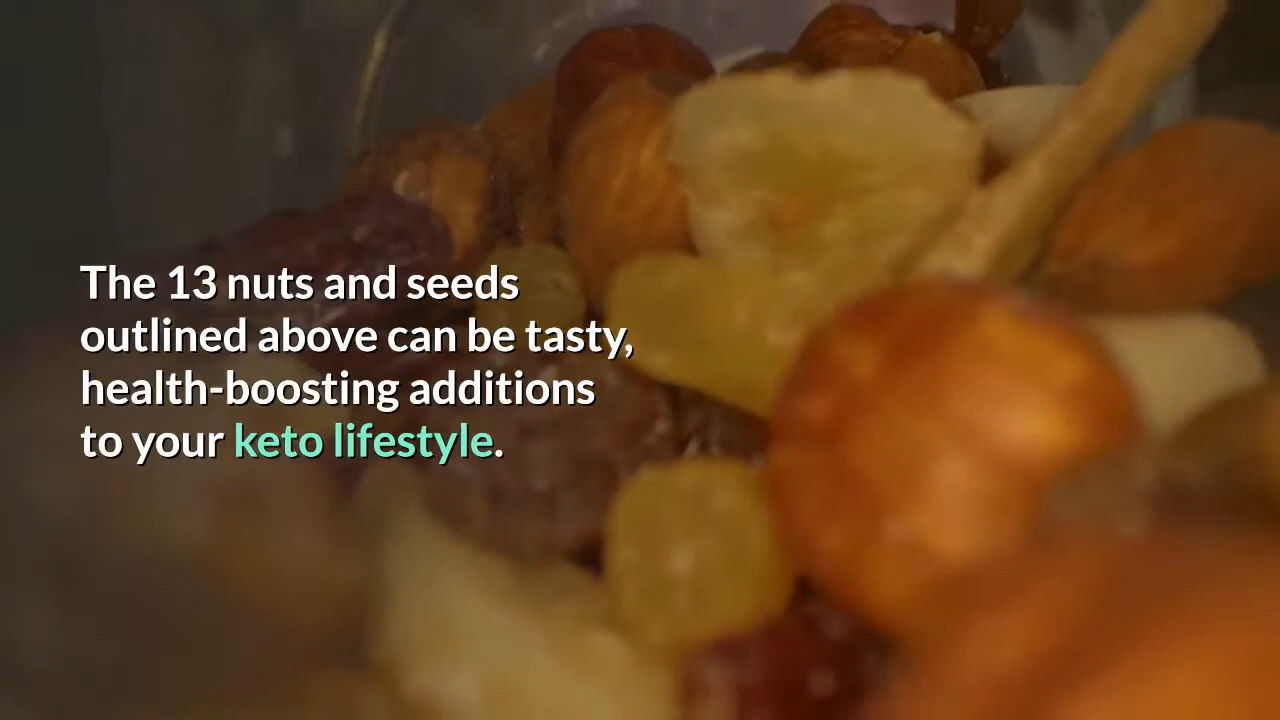 The 13 nuts and seeds
outlined above can be tasty,
health-boosting additions
to your keto lifestyle.